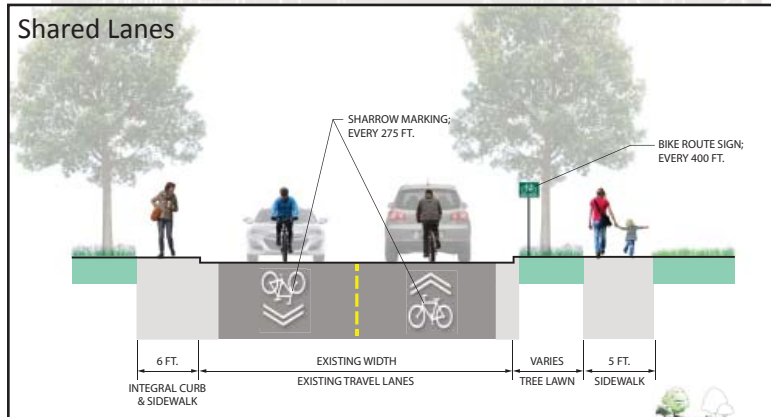 Shared Lanes
SHARROW MARKING;
EVERY 275 FT.
BIKE ROUTE SIGN;
EVERY 400 FT.
6 FT.
EXISTING WIDTH
VARIES
5 FT.
INTEGRAL CURB
& SIDEWALK
EXISTING TRAVEL LANES
TREE LAWN
SIDEWALK